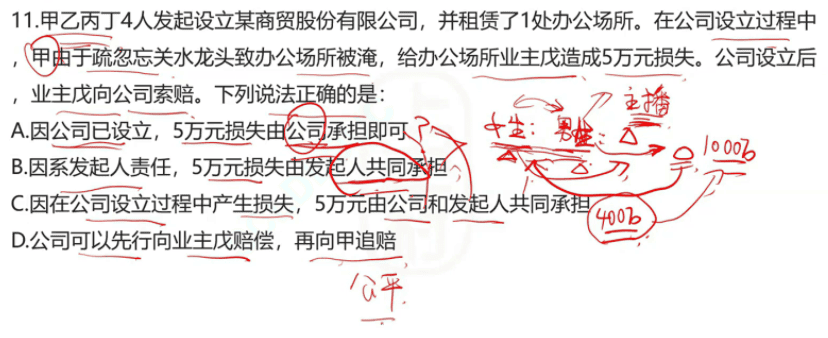 11.甲乙丙丁4人发起设立某商贸股份有限公司，并租赁了1处办公场所。在公司设立过程中
，甲由于疏忽忘关水龙头致办公场所被淹，给办公场所业主戊造成5万元损失。公司设立后
，业主戊向公司索赔。下列说法正确的是：
A.因公司已设立，5万元损失由公司承担即可
B.因系发起人责任，5万元损失由发起人共同承担
C.因在公司设立过程中产生损失，5万元由公司和发起人共同承担
D.公司可以先行向业主戊赔偿，再向甲追赔
主播
女生：男生：
1000万
400万
公平